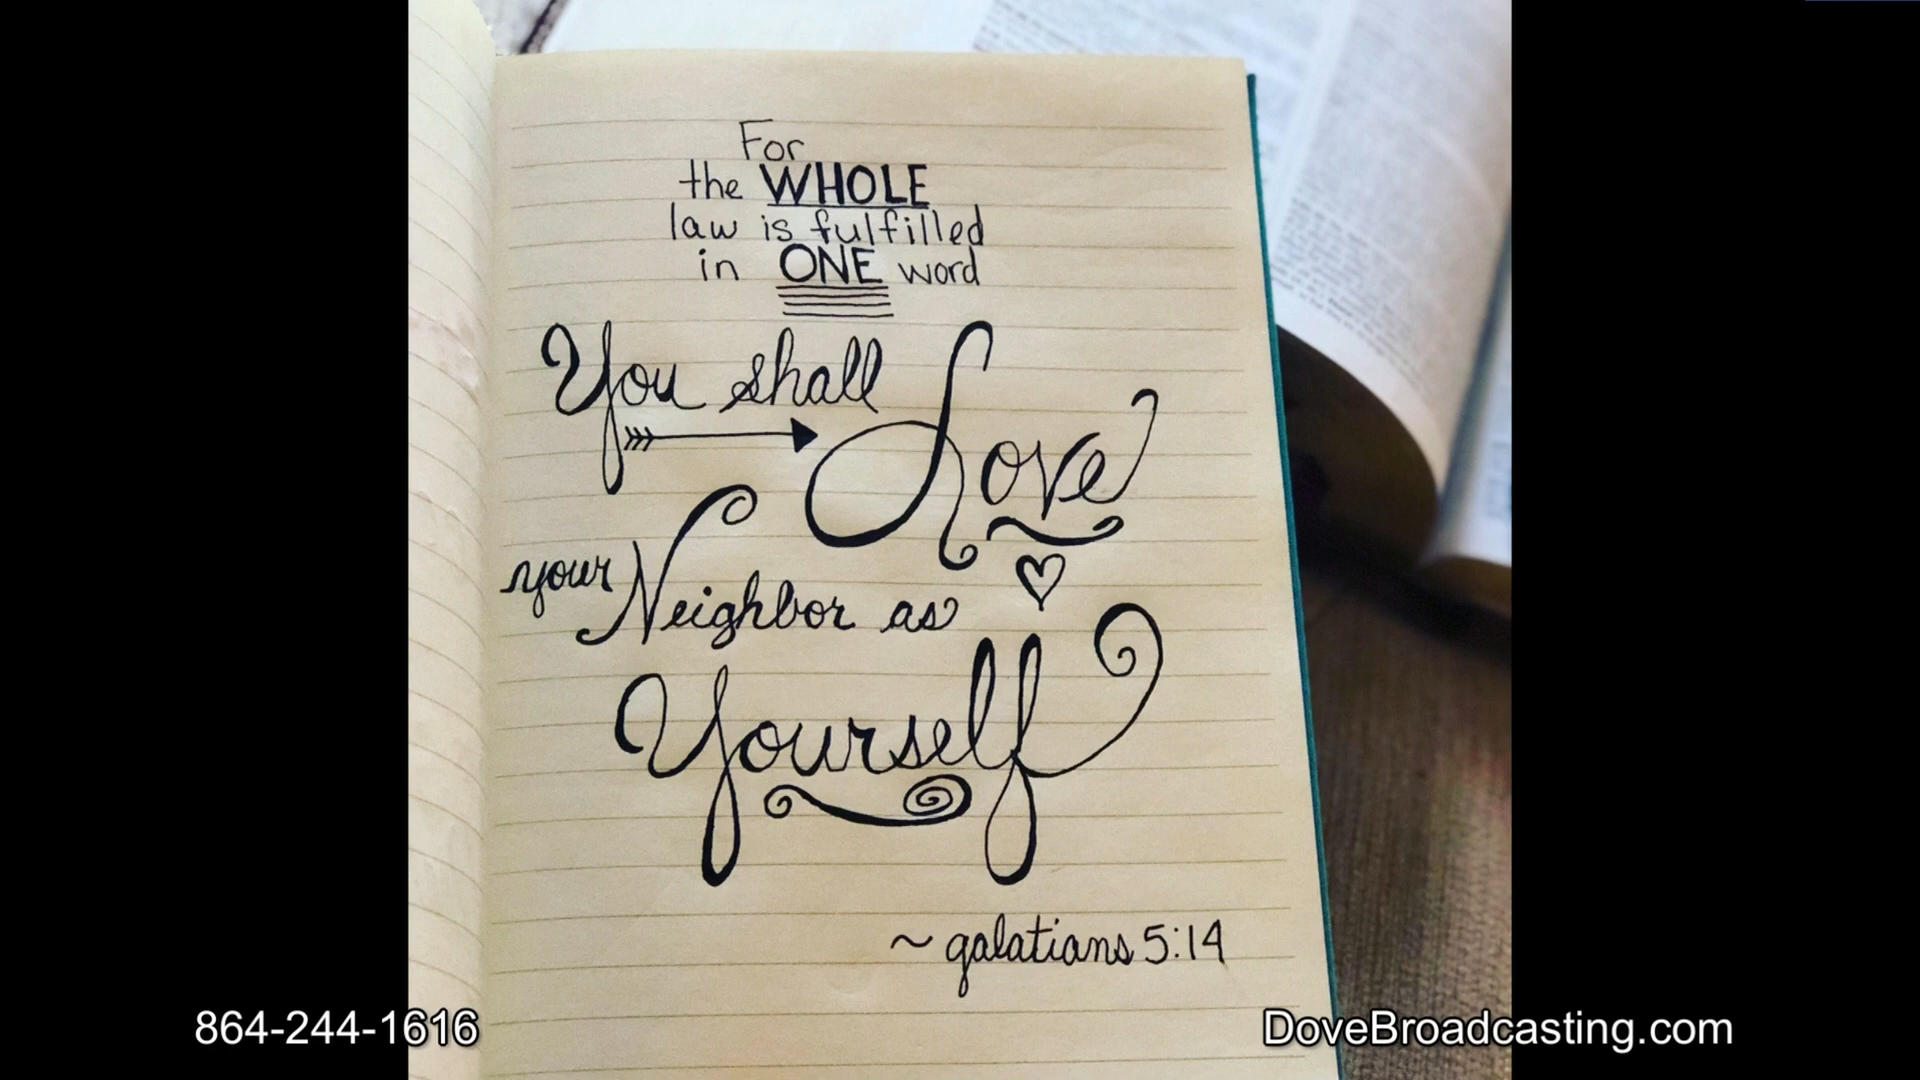 For
the WHOLE
law is fulfilled
in ONE word
You shall
Love
your Neighbor as
Yourself
~ galatians 5:14
864-244-1616
DoveBroadcasting.com